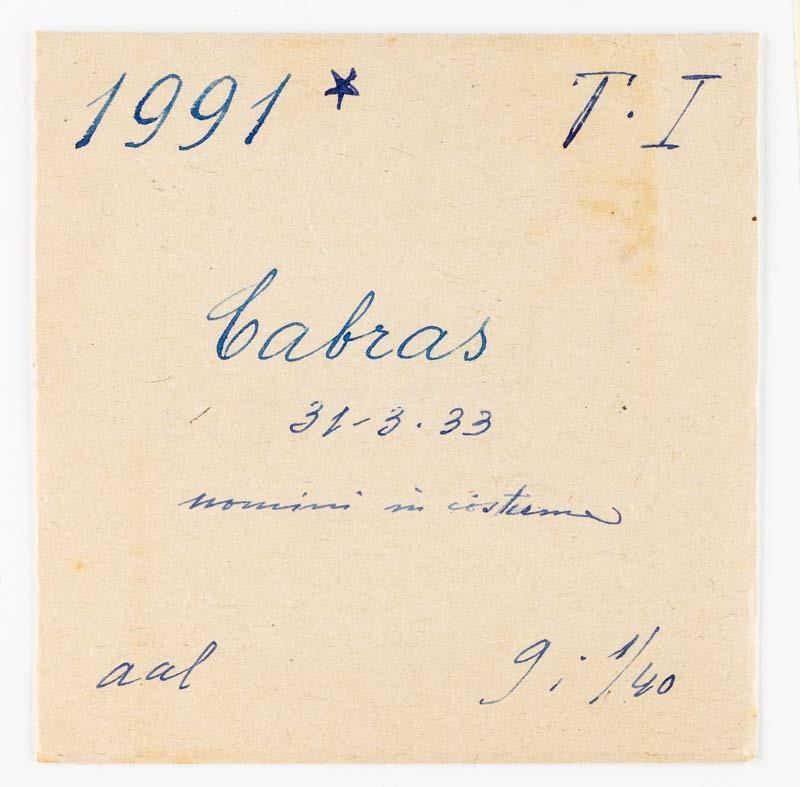 1991 * T. I
Cabras
31-3.33
uomini in costume
aal
9 : 1/40